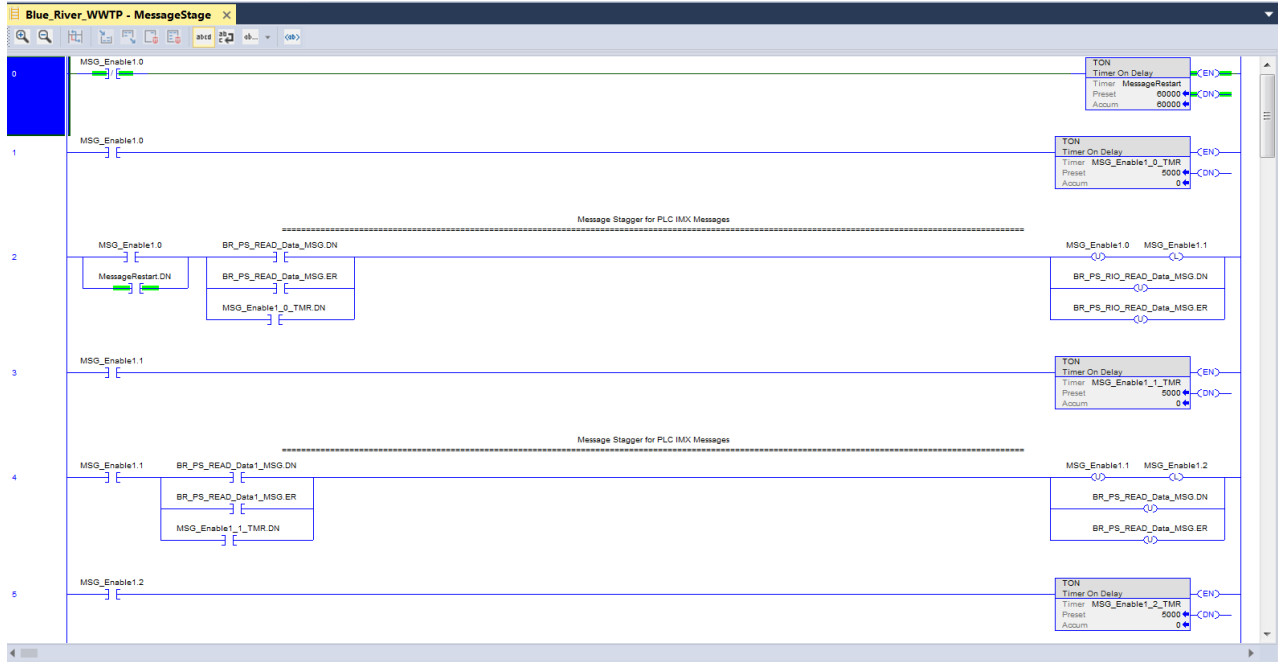 Blue_River_WWTP - MessageStage
abcd ab ab...
<ab>
MSG_Enable1.0
TON
0
Timer On Delay
EN
Timer MessageRestart
Preset 60000
DN
Accum 60000
MSG_Enable1.0
TON
1
Timer On Delay
EN
Timer MSG_Enable1_0_TMR
Preset 5000
DN
Accum 0
Message Stagger for PLC IMX Messages
MSG_Enable1.0 BR_PS_READ_Data_MSG.DN MSG_Enable1.0 MSG_Enable1.1
2
U L
MessageRestart.DN BR_PS_READ_Data_MSG.ER BR_PS_RIO_READ_Data_MSG.DN
U
MSG_Enable1_0_TMR.DN BR_PS_RIO_READ_Data_MSG.ER
U
MSG_Enable1.1
TON
3
Timer On Delay
EN
Timer MSG_Enable1_1_TMR
Preset 5000
DN
Accum 0
Message Stagger for PLC IMX Messages
MSG_Enable1.1 BR_PS_READ_Data1_MSG.DN MSG_Enable1.1 MSG_Enable1.2
4
U L
BR_PS_READ_Data1_MSG.ER BR_PS_READ_Data_MSG.DN
U
MSG_Enable1_1_TMR.DN BR_PS_READ_Data_MSG.ER
U
MSG_Enable1.2
TON
5
Timer On Delay
EN
Timer MSG_Enable1_2_TMR
Preset 5000
DN
Accum 0